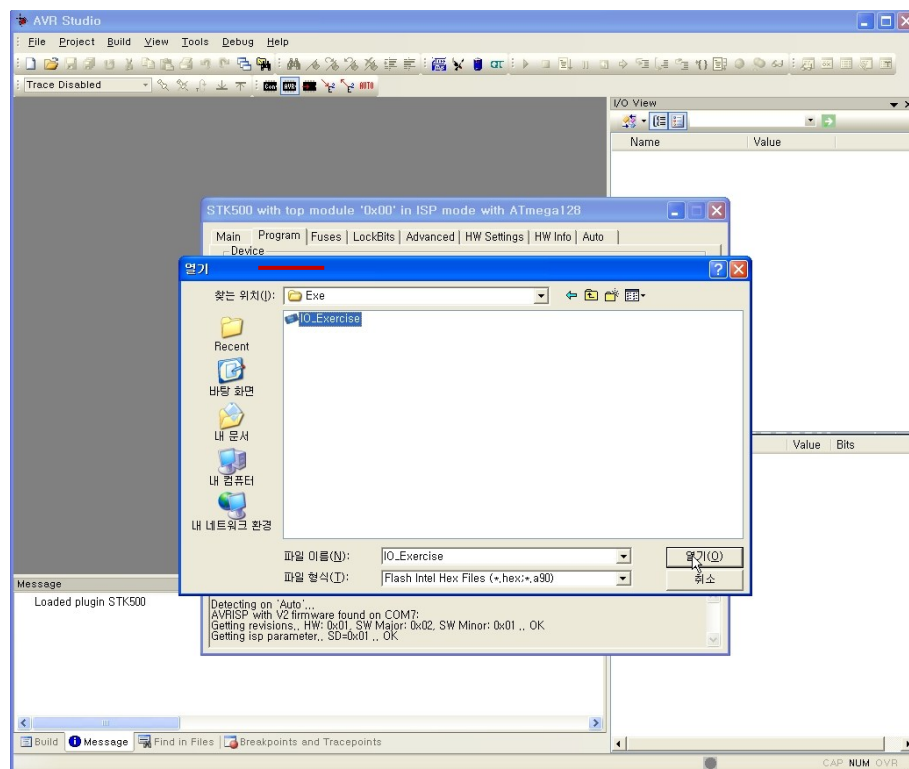 AVR Studio
File Project Build View Tools Debug Help
Trace Disabled
AUTO
I/O View
Name Value
STK500 with top module '0x00' in ISP mode with ATmega128
Main Program Fuses LockBits Advanced HW Settings HW Info Auto
Device
열기
찾는 위치(I): Exe
IO_Exercise
Recent
바탕 화면
내 문서
내 컴퓨터
내 네트워크 환경
Value Bits
파일 이름(N): IO_Exercise 열기(O)
파일 형식(T): Flash Intel Hex Files (*.hex;*.a90) 취소
Message
Loaded plugin STK500
Detecting on 'Auto'...
AVRISP with V2 firmware found on COM7:
Getting revisions.. HW: 0x01, SW Major: 0x02, SW Minor: 0x01 .. OK
Getting isp parameter.. SD=0x01 .. OK
Build Message Find in Files Breakpoints and Tracepoints
CAP NUM OVR